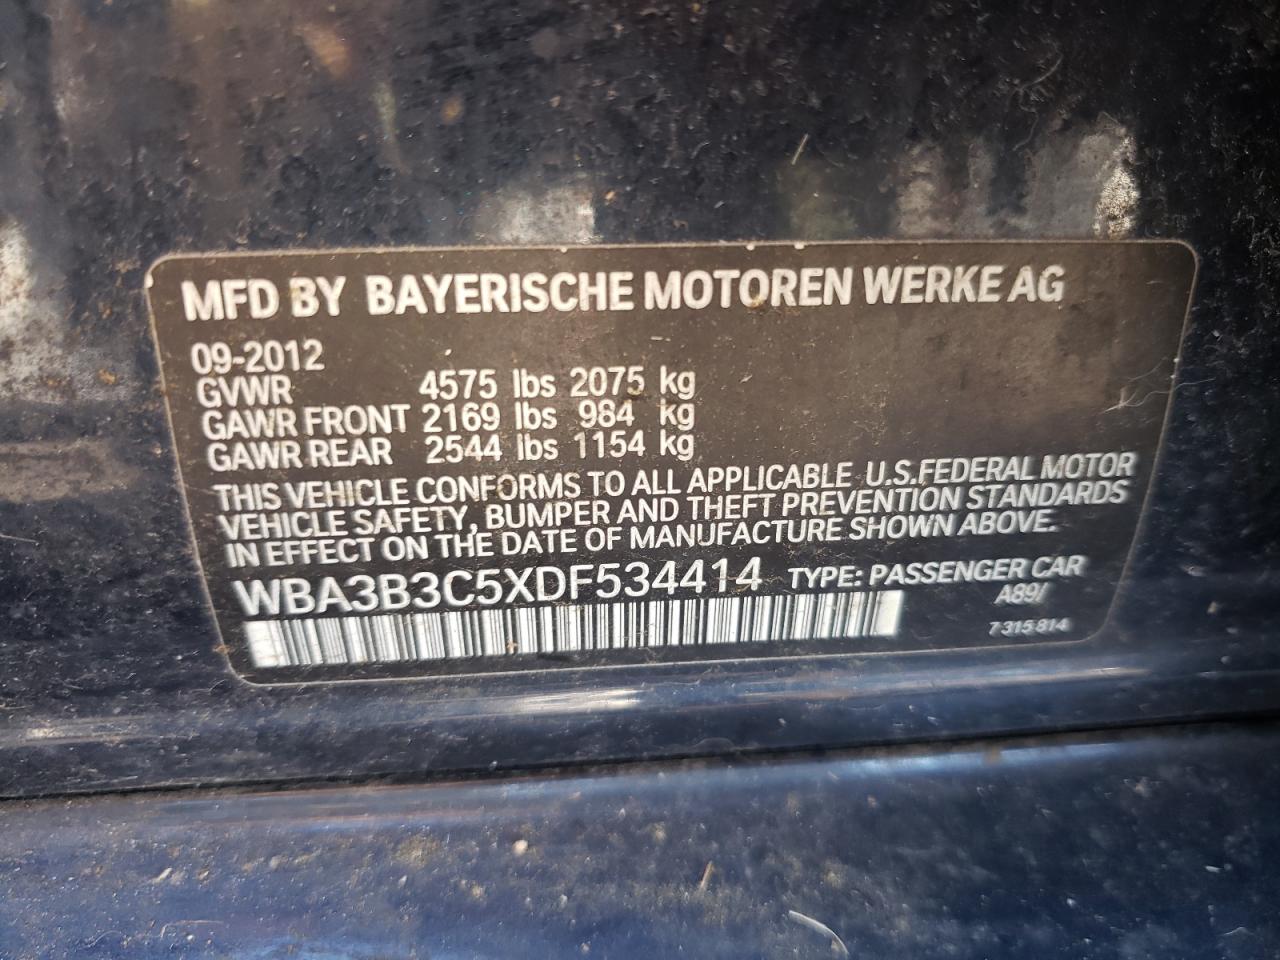 MFD BY BAYERISCHE MOTOREN WERKE AG
09-2012
GVWR 4575 lbs 2075 kg
GAWR FRONT 2169 lbs 984 kg
GAWR REAR 2544 lbs 1154 kg
THIS VEHICLE CONFORMS TO ALL APPLICABLE U.S.FEDERAL MOTOR
VEHICLE SAFETY, BUMPER AND THEFT PREVENTION STANDARDS
IN EFFECT ON THE DATE OF MANUFACTURE SHOWN ABOVE.
WBA3B3C5XDF534414 TYPE: PASSENGER CAR
A89/
7 315 814